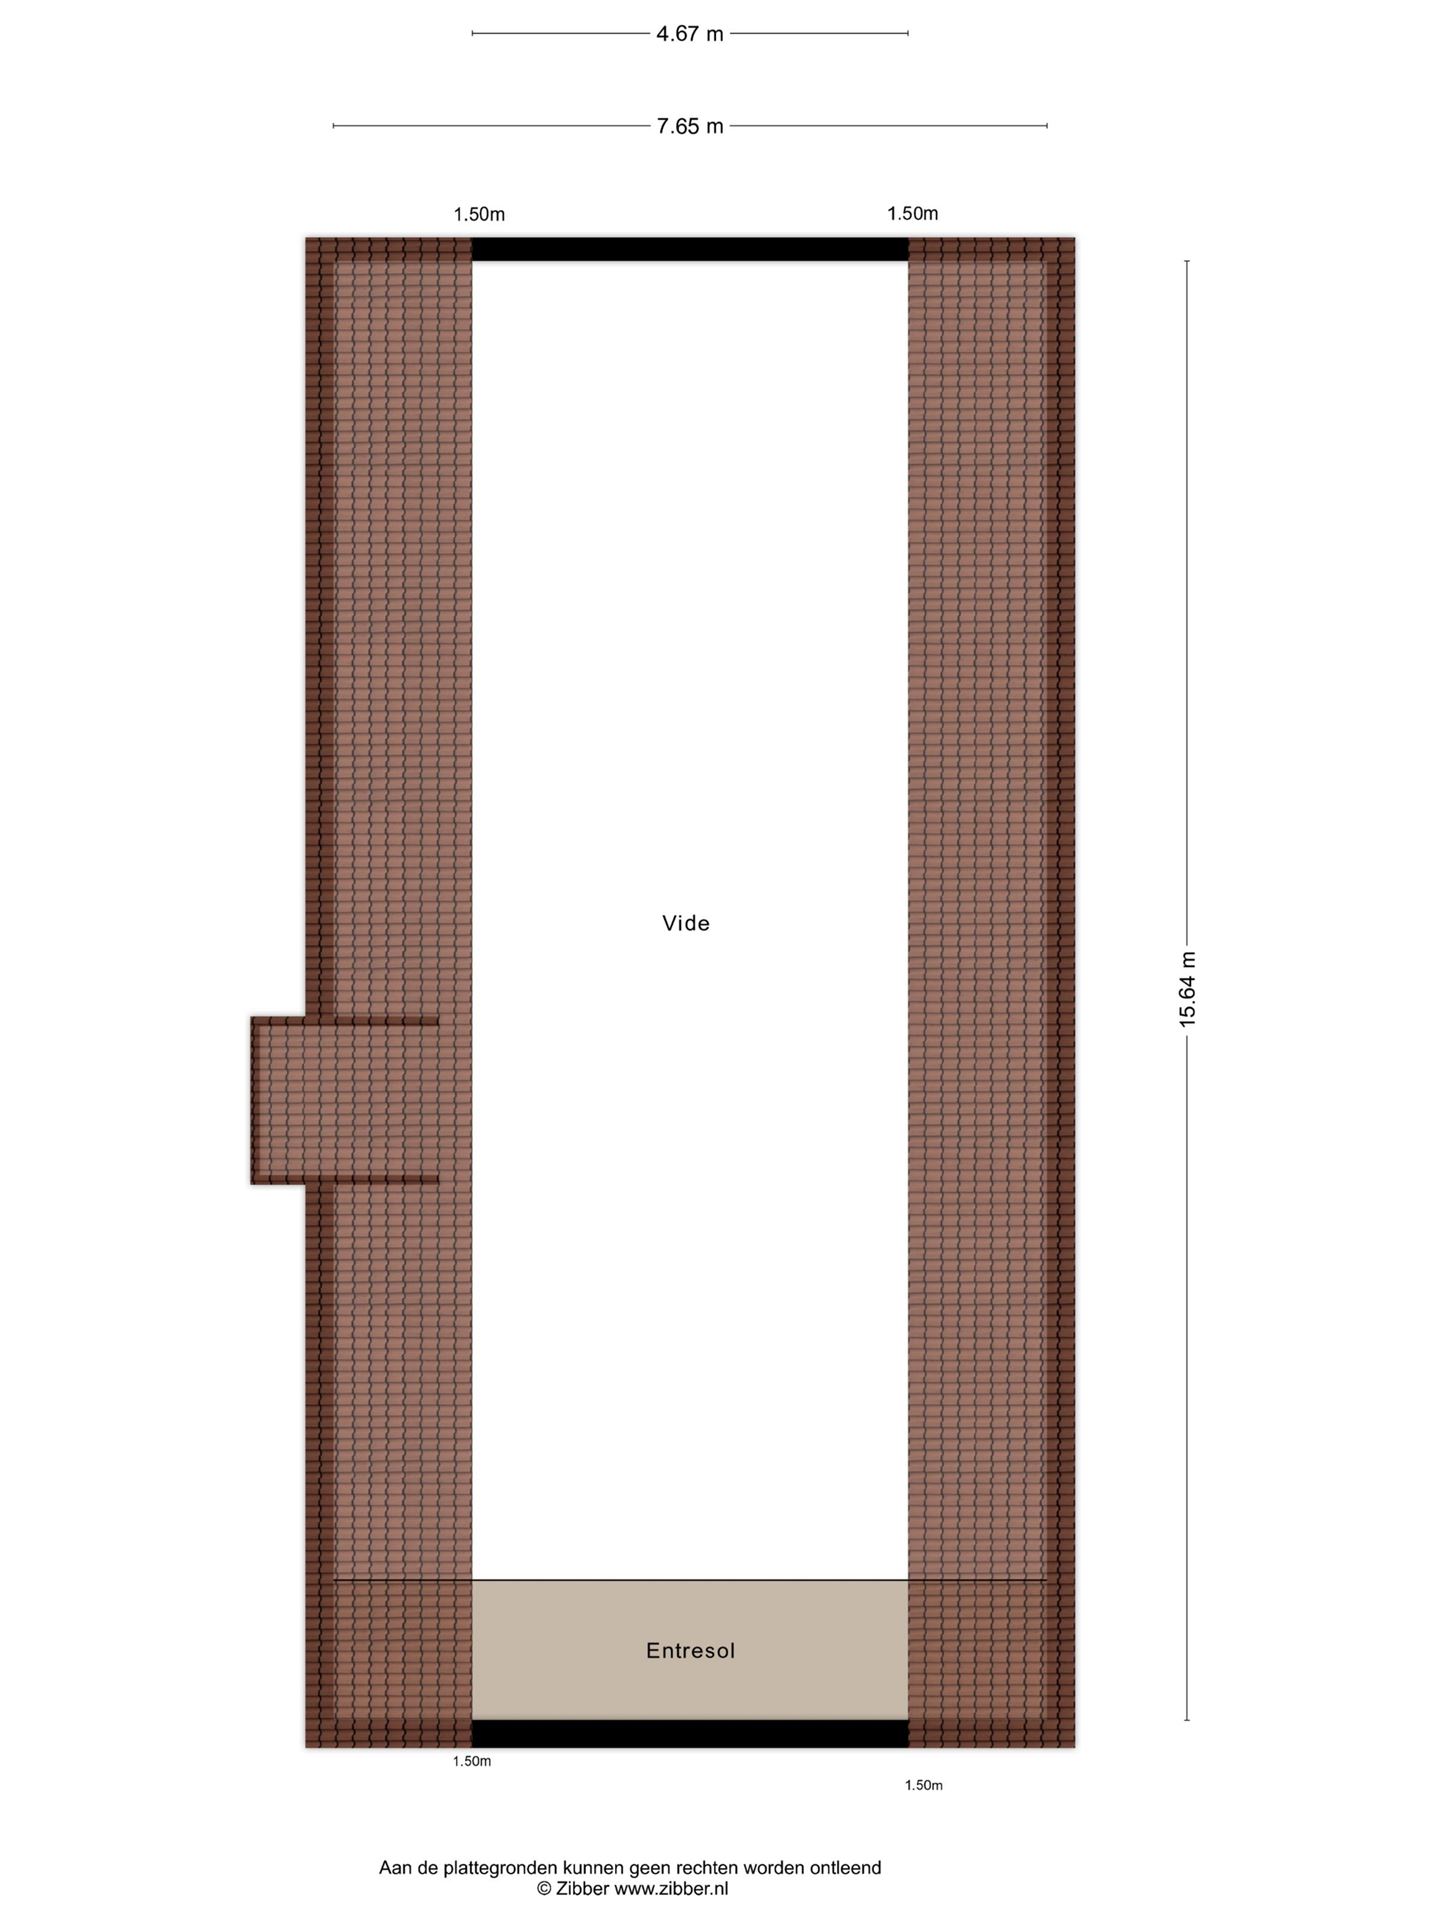 4.67 m
7.65 m
1.50m
1.50m
Vide
15.64 m
Entresol
1.50m
1.50m
Aan de plattegronden kunnen geen rechten worden ontleend
© Zibber www.zibber.nl